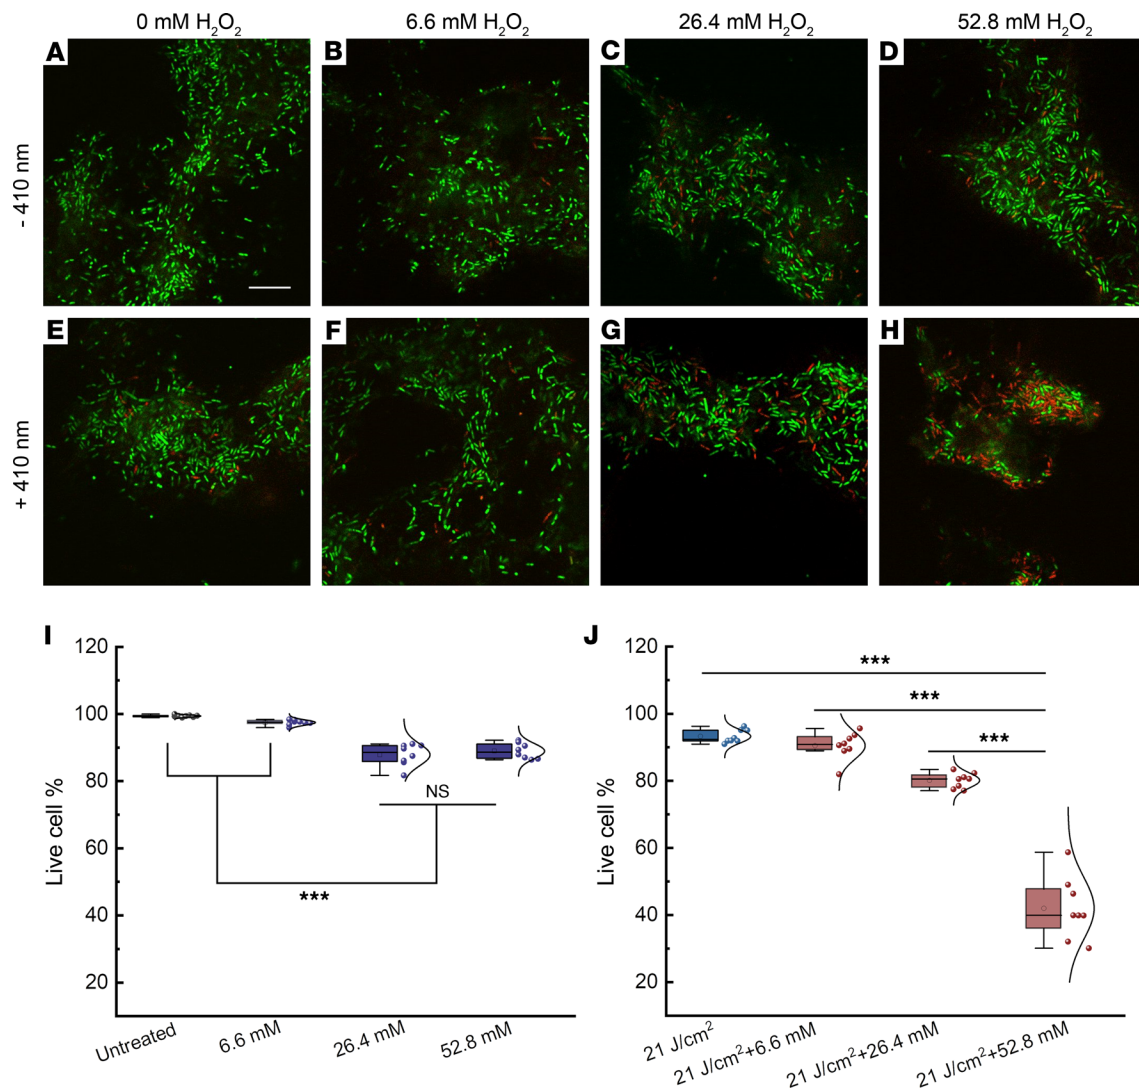 0 mM H₂O₂ 6.6 mM H₂O₂ 26.4 mM H₂O₂ 52.8 mM H₂O₂
A B C D
- 410 nm
E F G H
+ 410 nm
I
Live cell %
120
100
80
60
40
20
NS
***
Untreated 6.6 mM 26.4 mM 52.8 mM
J
Live cell %
120
100
80
60
40
20
***
***
***
21 J/cm² 21 J/cm²+6.6 mM 21 J/cm²+26.4 mM 21 J/cm²+52.8 mM